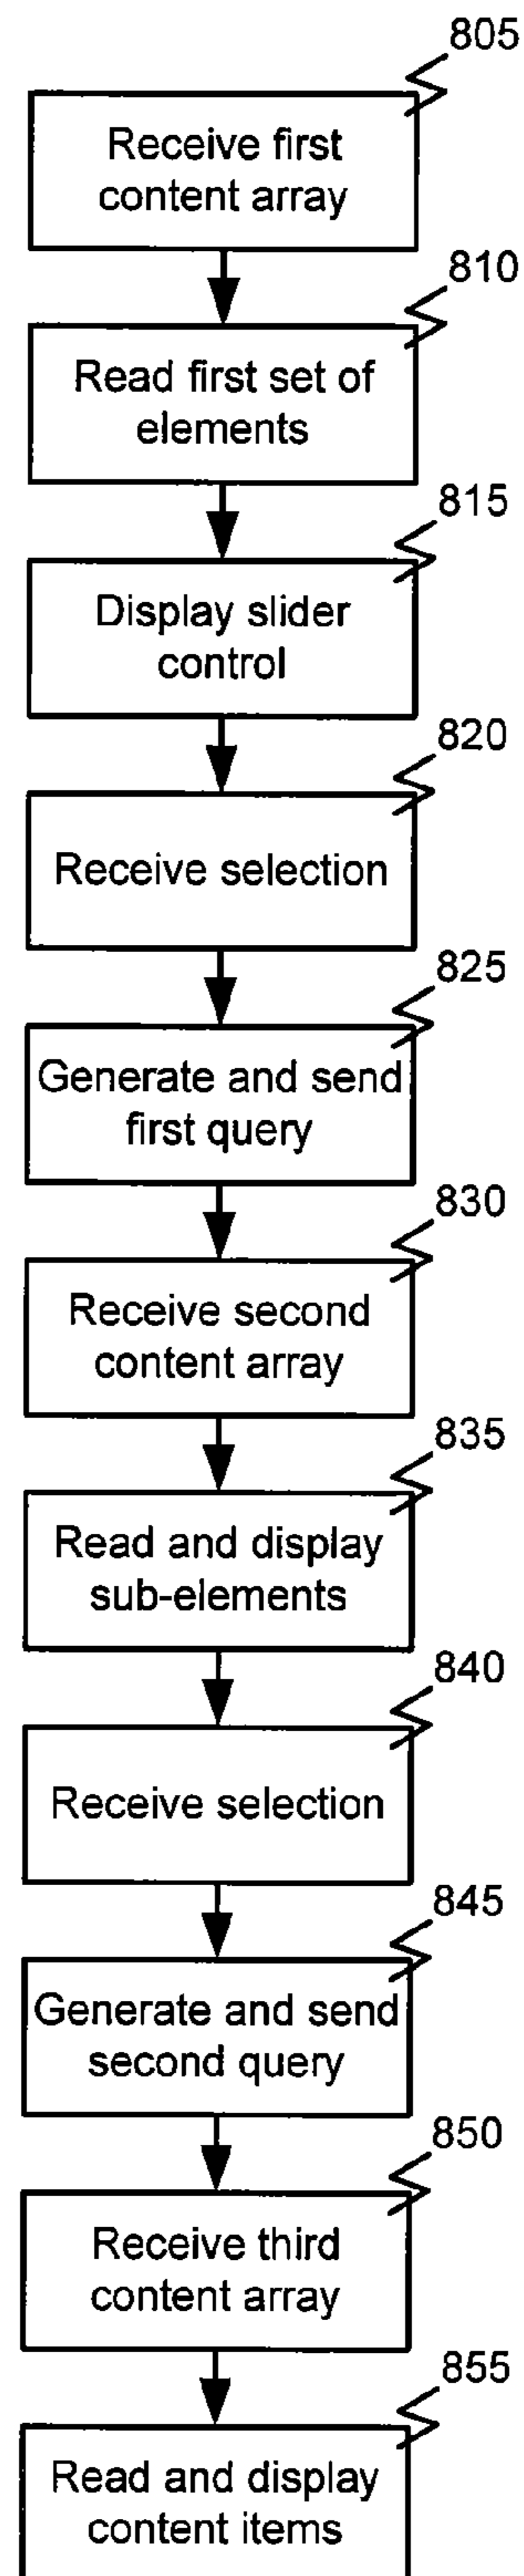 805
Receive first
content array
810
Read first set of
elements
815
Display slider
control
820
Receive selection
825
Generate and send
first query
830
Receive second
content array
835
Read and display
sub-elements
840
Receive selection
845
Generate and send
second query
850
Receive third
content array
855
Read and display
content items